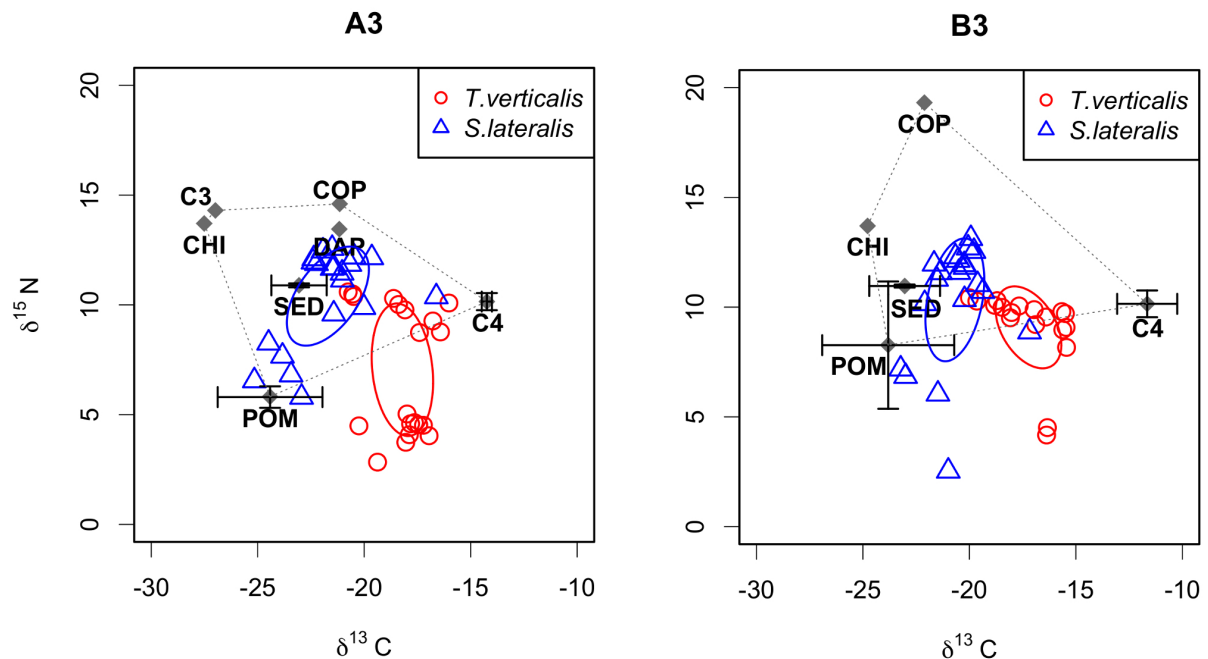 A3
T.verticalis
S.lateralis
C3
COP
CHI
DAP
SED
C4
POM
20
15
10
5
0
-30 -25 -20 -15 -10
δ15 N
δ13 C
B3
T.verticalis
S.lateralis
COP
CHI
SED
C4
POM
20
15
10
5
0
-30 -25 -20 -15 -10
δ13 C